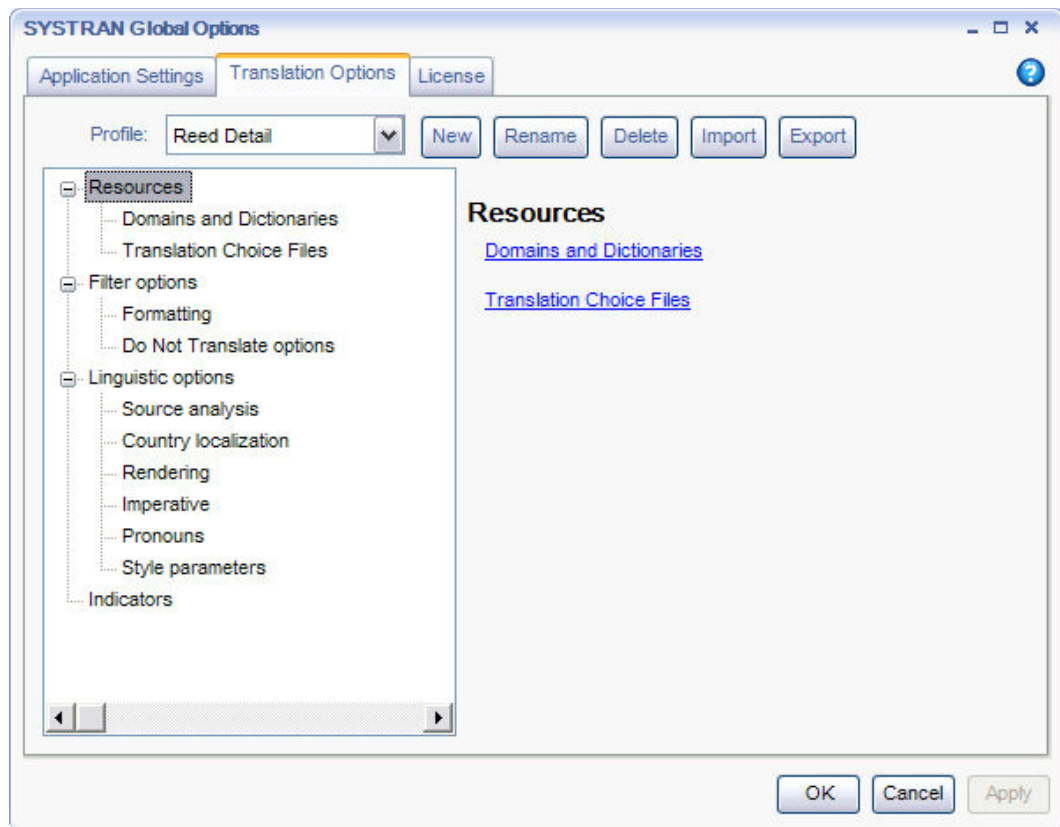 SYSTRAN Global Options
Application Settings Translation Options License
Profile: Reed Detail New Rename Delete Import Export
Resources
Domains and Dictionaries
Translation Choice Files
Filter options
Formatting
Do Not Translate options
Linguistic options
Source analysis
Country localization
Rendering
Imperative
Pronouns
Style parameters
Indicators
Resources
Domains and Dictionaries
Translation Choice Files
OK Cancel Apply